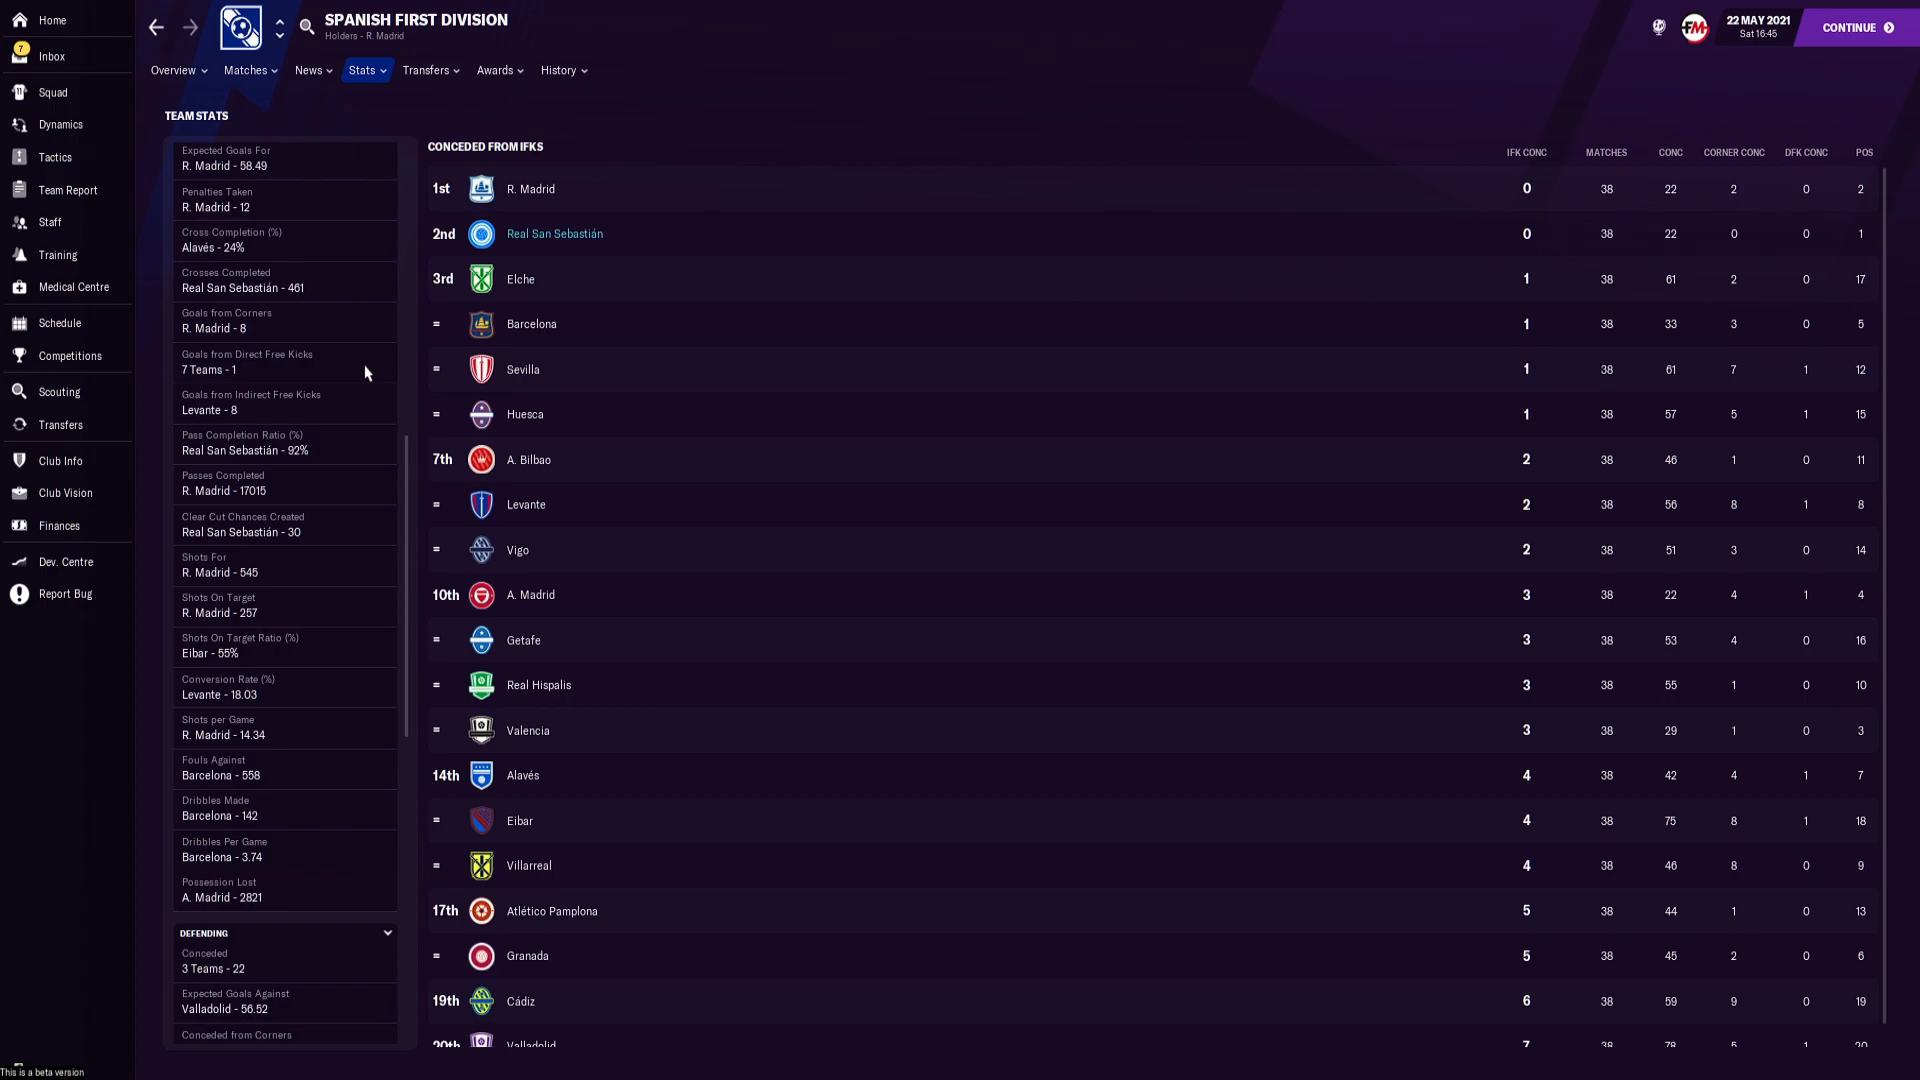 Home
7
Inbox
Squad
Dynamics
Tactics
Team Report
Staff
Training
Medical Centre
Schedule
Competitions
Scouting
Transfers
Club Info
Club Vision
Finances
Dev. Centre
Report Bug
This is a beta version
SPANISH FIRST DIVISION
Holders - R. Madrid
FM
22 MAY 2021
Sat 16:45
CONTINUE
Overview Matches News Stats Transfers Awards History
TEAM STATS
Expected Goals For
R. Madrid - 58.49
Penalties Taken
R. Madrid - 12
Cross Completion (%)
Alavés - 24%
Crosses Completed
Real San Sebastián - 461
Goals from Corners
R. Madrid - 8
Goals from Direct Free Kicks
7 Teams - 1
Goals from Indirect Free Kicks
Levante - 8
Pass Completion Ratio (%)
Real San Sebastián - 92%
Passes Completed
R. Madrid - 17015
Clear Cut Chances Created
Real San Sebastián - 30
Shots For
R. Madrid - 545
Shots On Target
R. Madrid - 257
Shots On Target Ratio (%)
Eibar - 55%
Conversion Rate (%)
Levante - 18.03
Shots per Game
R. Madrid - 14.34
Fouls Against
Barcelona - 558
Dribbles Made
Barcelona - 142
Dribbles Per Game
Barcelona - 3.74
Possession Lost
A. Madrid - 2821
DEFENDING
Conceded
3 Teams - 22
Expected Goals Against
Valladolid - 56.52
Conceded from Corners
CONCEDED FROM IFKS
IFK CONC MATCHES CONC CORNER CONC DFK CONC POS
1st R. Madrid 0 38 22 2 0 2
2nd Real San Sebastián 0 38 22 0 0 1
3rd Elche 1 38 61 2 0 17
= Barcelona 1 38 33 3 0 5
= Sevilla 1 38 61 7 1 12
= Huesca 1 38 57 5 1 15
7th A. Bilbao 2 38 46 1 0 11
= Levante 2 38 56 8 1 8
= Vigo 2 38 51 3 0 14
10th A. Madrid 3 38 22 4 1 4
= Getafe 3 38 53 4 0 16
= Real Hispalis 3 38 55 1 0 10
= Valencia 3 38 29 1 0 3
14th Alavés 4 38 42 4 1 7
= Eibar 4 38 75 8 1 18
= Villarreal 4 38 46 8 0 9
17th Atlético Pamplona 5 38 44 1 0 13
= Granada 5 38 45 2 0 6
19th Cádiz 6 38 59 9 0 19
20th Valladolid 7 38 78 5 1 20